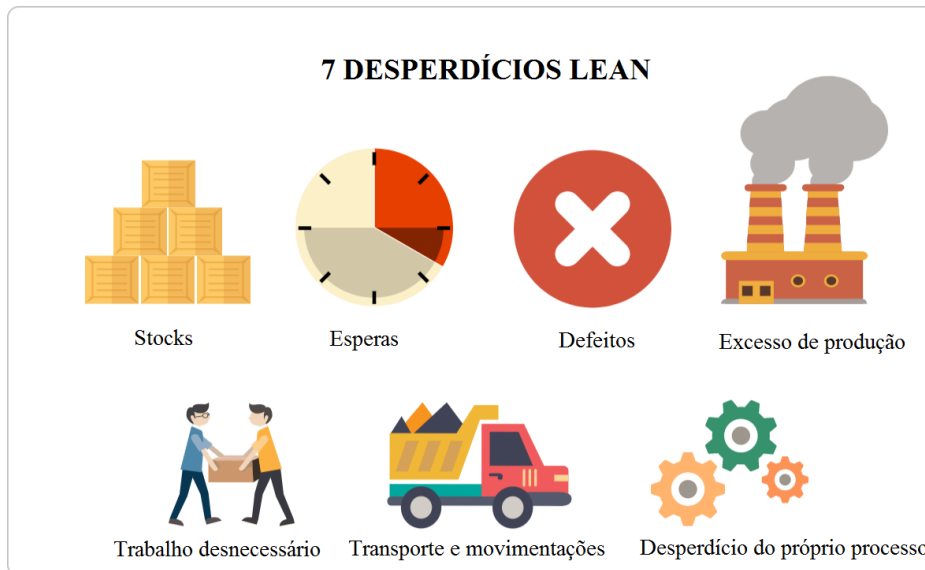 7 DESPERDÍCIOS LEAN
Stocks
Esperas
Defeitos
Excesso de produção
Trabalho desnecessário
Transporte e movimentações
Desperdício do próprio processo